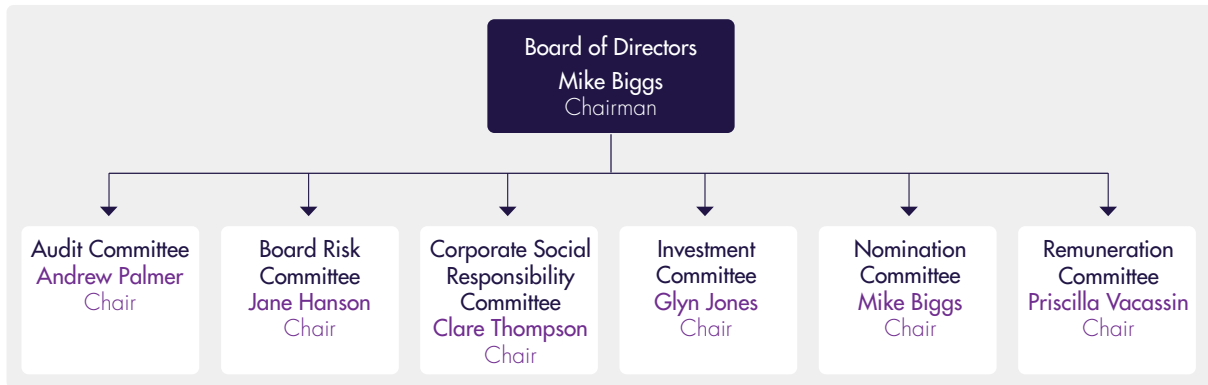 Board of Directors
Mike Biggs
Chairman
Audit Committee
Andrew Palmer
Chair
Board Risk
Committee
Jane Hanson
Chair
Corporate Social
Responsibility
Committee
Clare Thompson
Chair
Investment
Committee
Glyn Jones
Chair
Nomination
Committee
Mike Biggs
Chair
Remuneration
Committee
Priscilla Vacassin
Chair